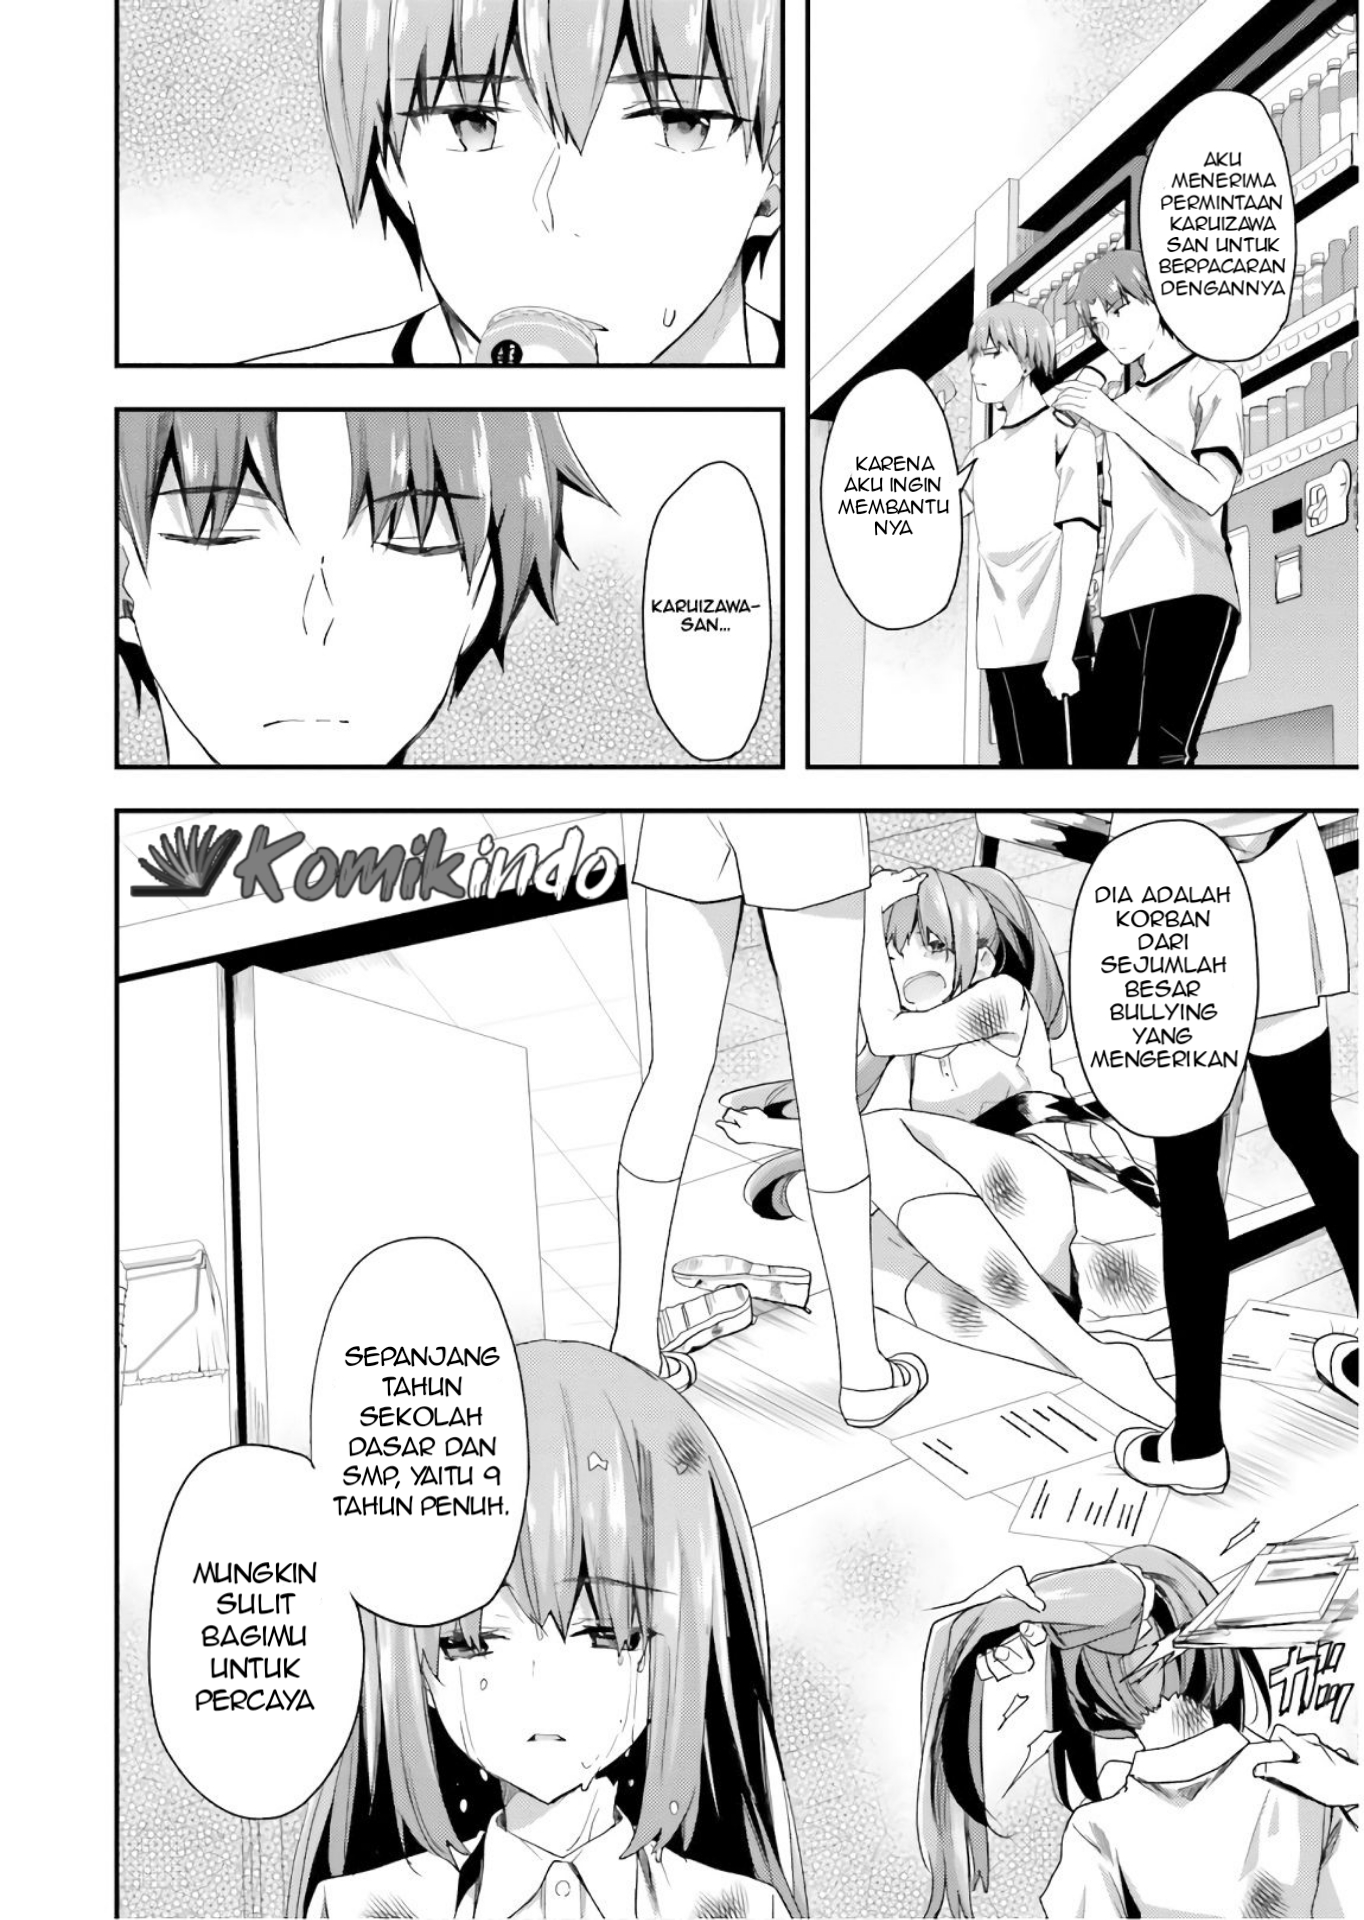 AKU
MENERIMA
PERMINTAAN
KARUIZAWA
SAN UNTUK
BERPACARAN
DENGANNYA
KARENA
AKU INGIN
MEMBANTU
NYA
KARUIZAWA-
SAN...
Komikindo
DIA ADALAH
KORBAN
DARI
SEJUMLAH
BESAR
BULLYING
YANG
MENGERIKAN
SEPANJANG
TAHUN
SEKOLAH
DASAR DAN
SMP, YAITU 9
TAHUN PENUH.
MUNGKIN
SULIT
BAGIMU
UNTUK
PERCAYA
ガッ